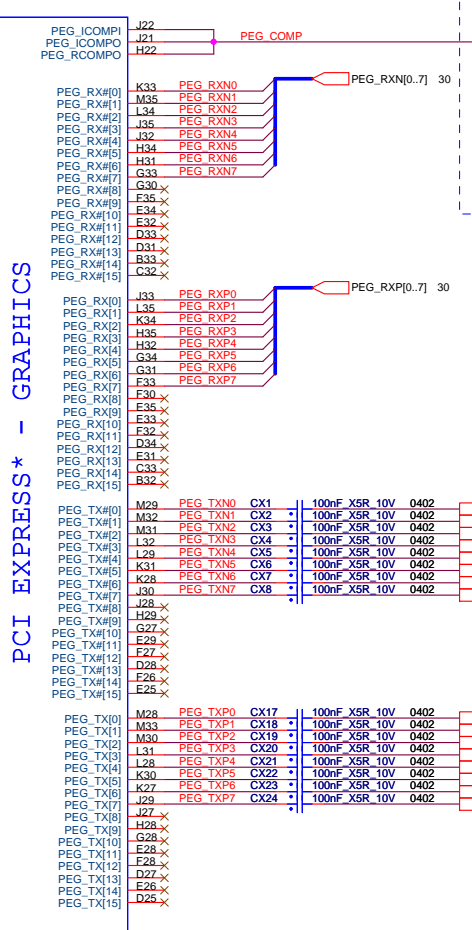 PEG_ICOMPI J22
PEG_ICOMPO J21 PEG_COMP
PEG_RCOMPO H22
PEG_RX#[0] K33 PEG_RXN0 PEG_RXN[0..7] 30
PEG_RX#[1] M35 PEG_RXN1
PEG_RX#[2] L34 PEG_RXN2
PEG_RX#[3] J35 PEG_RXN3
PEG_RX#[4] J32 PEG_RXN4
PEG_RX#[5] H34 PEG_RXN5
PEG_RX#[6] H31 PEG_RXN6
PEG_RX#[7] G33 PEG_RXN7
PEG_RX#[8] G30
PEG_RX#[9] F35
PEG_RX#[10] E34
PEG_RX#[11] E32
PEG_RX#[12] D33
PEG_RX#[13] D31
PEG_RX#[14] B33
PEG_RX#[15] C32
PCI EXPRESS* - GRAPHICS
PEG_RX[0] J33 PEG_RXP0 PEG_RXP[0..7] 30
PEG_RX[1] L35 PEG_RXP1
PEG_RX[2] K34 PEG_RXP2
PEG_RX[3] H35 PEG_RXP3
PEG_RX[4] H32 PEG_RXP4
PEG_RX[5] G34 PEG_RXP5
PEG_RX[6] G31 PEG_RXP6
PEG_RX[7] F33 PEG_RXP7
PEG_RX[8] F30
PEG_RX[9] E35
PEG_RX[10] E33
PEG_RX[11] F32
PEG_RX[12] D34
PEG_RX[13] E31
PEG_RX[14] C33
PEG_RX[15] B32
PEG_TX#[0] M29 PEG_TXN0 CX1 100nF_X5R_10V 0402
PEG_TX#[1] M32 PEG_TXN1 CX2 100nF_X5R_10V 0402
PEG_TX#[2] M31 PEG_TXN2 CX3 100nF_X5R_10V 0402
PEG_TX#[3] L32 PEG_TXN3 CX4 100nF_X5R_10V 0402
PEG_TX#[4] L29 PEG_TXN4 CX5 100nF_X5R_10V 0402
PEG_TX#[5] K31 PEG_TXN5 CX6 100nF_X5R_10V 0402
PEG_TX#[6] K28 PEG_TXN6 CX7 100nF_X5R_10V 0402
PEG_TX#[7] J30 PEG_TXN7 CX8 100nF_X5R_10V 0402
PEG_TX#[8] J28
PEG_TX#[9] H29
PEG_TX#[10] G27
PEG_TX#[11] E29
PEG_TX#[12] F27
PEG_TX#[13] D28
PEG_TX#[14] F26
PEG_TX#[15] E25
PEG_TX[0] M28 PEG_TXP0 CX17 100nF_X5R_10V 0402
PEG_TX[1] M33 PEG_TXP1 CX18 100nF_X5R_10V 0402
PEG_TX[2] M30 PEG_TXP2 CX19 100nF_X5R_10V 0402
PEG_TX[3] L31 PEG_TXP3 CX20 100nF_X5R_10V 0402
PEG_TX[4] L28 PEG_TXP4 CX21 100nF_X5R_10V 0402
PEG_TX[5] K30 PEG_TXP5 CX22 100nF_X5R_10V 0402
PEG_TX[6] K27 PEG_TXP6 CX23 100nF_X5R_10V 0402
PEG_TX[7] J29 PEG_TXP7 CX24 100nF_X5R_10V 0402
PEG_TX[8] J27
PEG_TX[9] H28
PEG_TX[10] G28
PEG_TX[11] E28
PEG_TX[12] F28
PEG_TX[13] D27
PEG_TX[14] E26
PEG_TX[15] D25